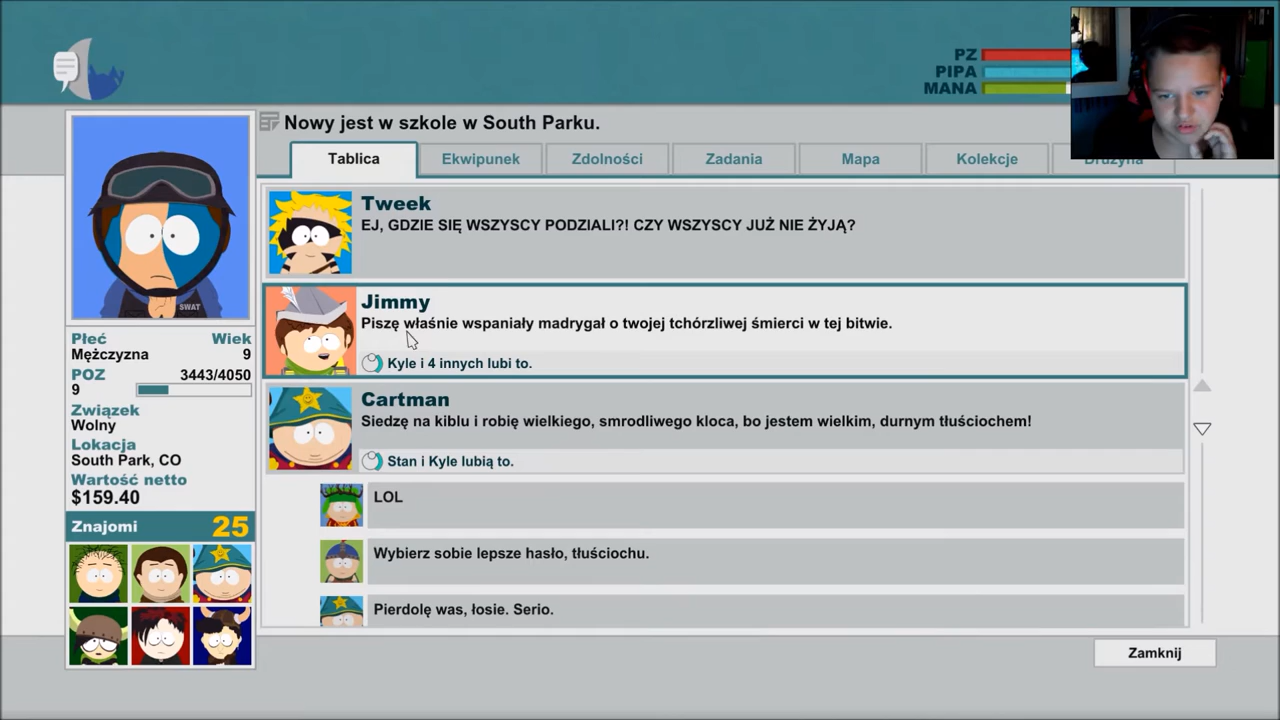 PZ
PIPA
MANA
Nowy jest w szkole w South Parku.
Tablica
Ekwipunek
Zdolności
Zadania
Mapa
Kolekcje
Drużyna
Tweek
EJ, GDZIE SIĘ WSZYSCY PODZIALI?! CZY WSZYSCY JUŻ NIE ŻYJĄ?
Jimmy
Piszę właśnie wspaniały madrygał o twojej tchórzliwej śmierci w tej bitwie.
Kyle i 4 innych lubi to.
Cartman
Siedzę na kiblu i robię wielkiego, smrodliwego kloca, bo jestem wielkim, durnym tłuściochem!
Stan i Kyle lubią to.
LOL
Wybierz sobie lepsze hasło, tłuściochu.
Pierdolę was, łosie. Serio.
SWAT
Płeć Wiek
Mężczyzna 9
POZ 3443/4050
9
Związek
Wolny
Lokacja
South Park, CO
Wartość netto
$159.40
Znajomi 25
Zamknij